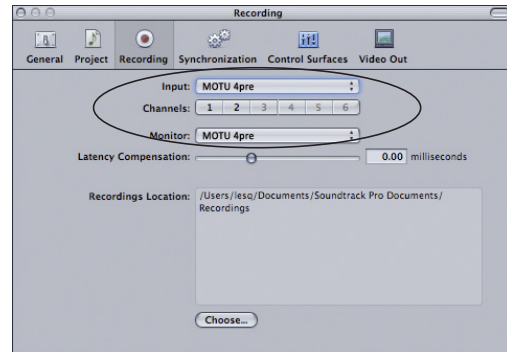 Recording
General Project Recording Synchronization Control Surfaces Video Out
Input: MOTU 4pre
Channels: 1 2 3 4 5 6
Monitor: MOTU 4pre
Latency Compensation: 0.00 milliseconds
Recordings Location: /Users/lesq/Documents/Soundtrack Pro Documents/
Recordings
Choose...